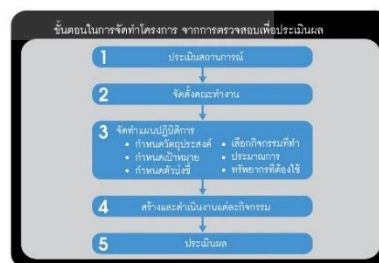 ขั้นตอนในการจัดทำโครงการ จากการตรวจสอบเพื่อประเมินผล
1 ประเมินสถานการณ์
2 จัดตั้งคณะทำงาน
3 จัดทำแผนปฏิบัติการ
• กำหนดวัตถุประสงค์ • เลือกกิจกรรมที่ทำ
• กำหนดเป้าหมาย • ประมาณการ
• กำหนดตัวบ่งชี้ • ทรัพยากรที่ต้องใช้
4 สร้างและดำเนินงานแต่ละกิจกรรม
5 ประเมินผล